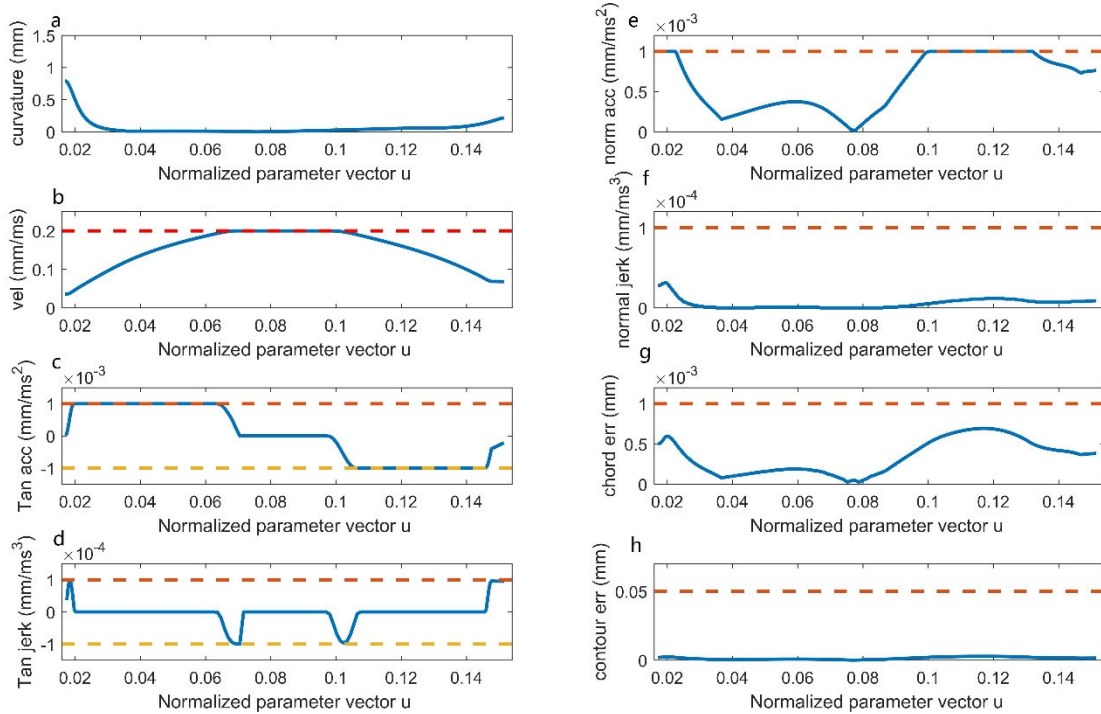 a
1.5
1
0.5
0
curvature (mm)
0.02 0.04 0.06 0.08 0.1 0.12 0.14
Normalized parameter vector u
b
0.2
0.1
0
vel (mm/ms)
0.02 0.04 0.06 0.08 0.1 0.12 0.14
Normalized parameter vector u
c
×10-3
1
0
-1
Tan acc (mm/ms2)
0.02 0.04 0.06 0.08 0.1 0.12 0.14
Normalized parameter vector u
d
×10-4
1
0
-1
Tan jerk (mm/ms3)
0.02 0.04 0.06 0.08 0.1 0.12 0.14
Normalized parameter vector u
e
×10-3
1
0.5
0
norm acc (mm/ms2)
0.02 0.04 0.06 0.08 0.1 0.12 0.14
Normalized parameter vector u
f
×10-4
1
0
normal jerk (mm/ms3)
0.02 0.04 0.06 0.08 0.1 0.12 0.14
Normalized parameter vector u
g
×10-3
1
0.5
0
chord err (mm)
0.02 0.04 0.06 0.08 0.1 0.12 0.14
Normalized parameter vector u
h
0.05
0
contour err (mm)
0.02 0.04 0.06 0.08 0.1 0.12 0.14
Normalized parameter vector u